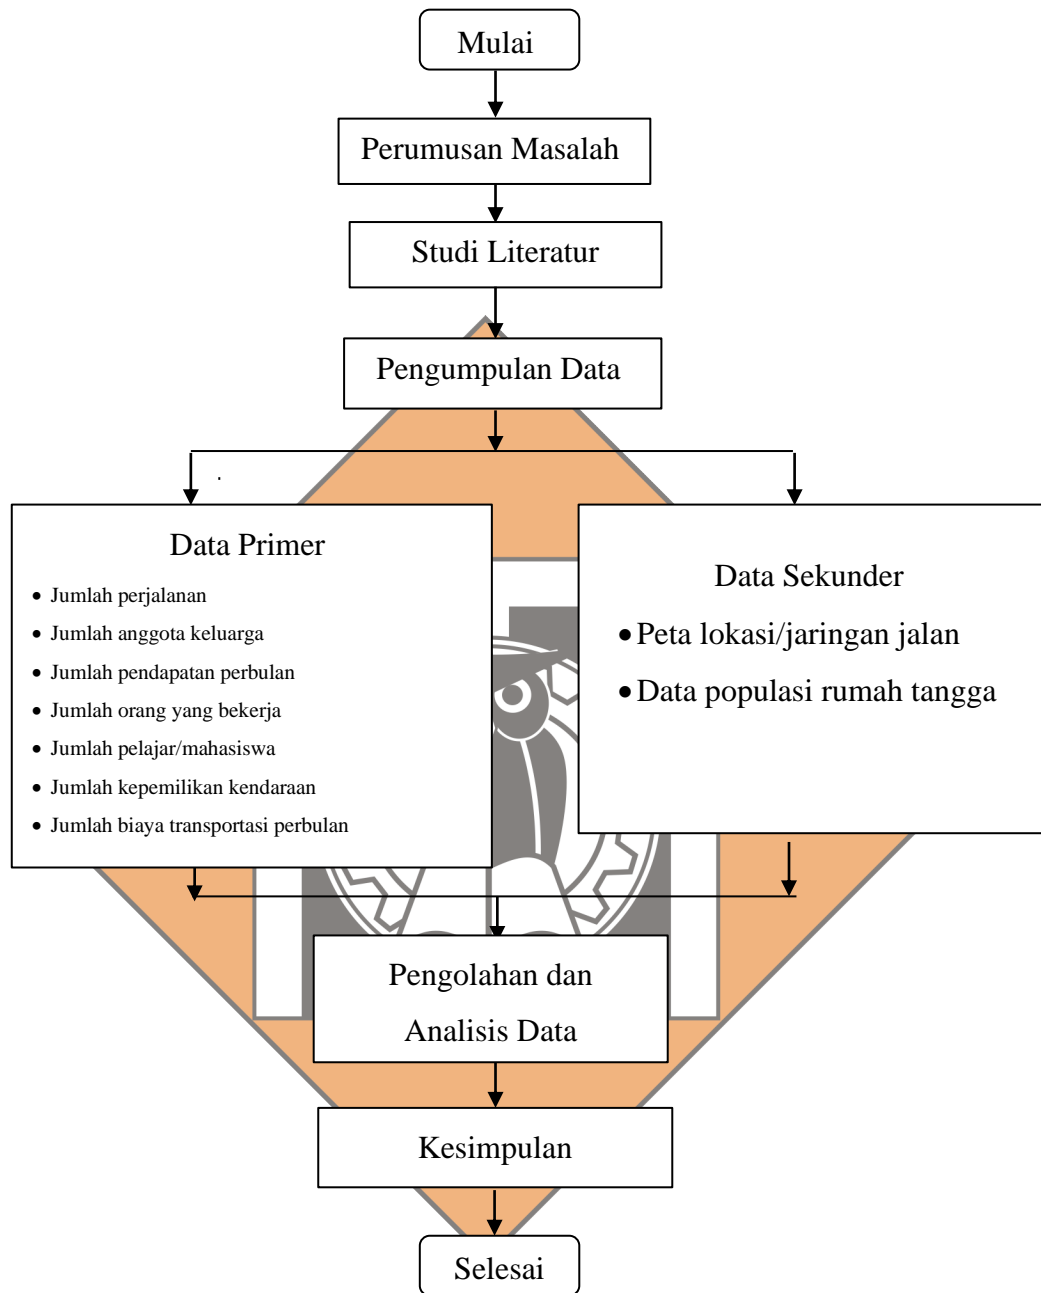 Mulai
Perumusan Masalah
Studi Literatur
Pengumpulan Data
Data Primer
• Jumlah perjalanan
• Jumlah anggota keluarga
• Jumlah pendapatan perbulan
• Jumlah orang yang bekerja
• Jumlah pelajar/mahasiswa
• Jumlah kepemilikan kendaraan
• Jumlah biaya transportasi perbulan
Data Sekunder
• Peta lokasi/jaringan jalan
• Data populasi rumah tangga
Pengolahan dan
Analisis Data
Kesimpulan
Selesai